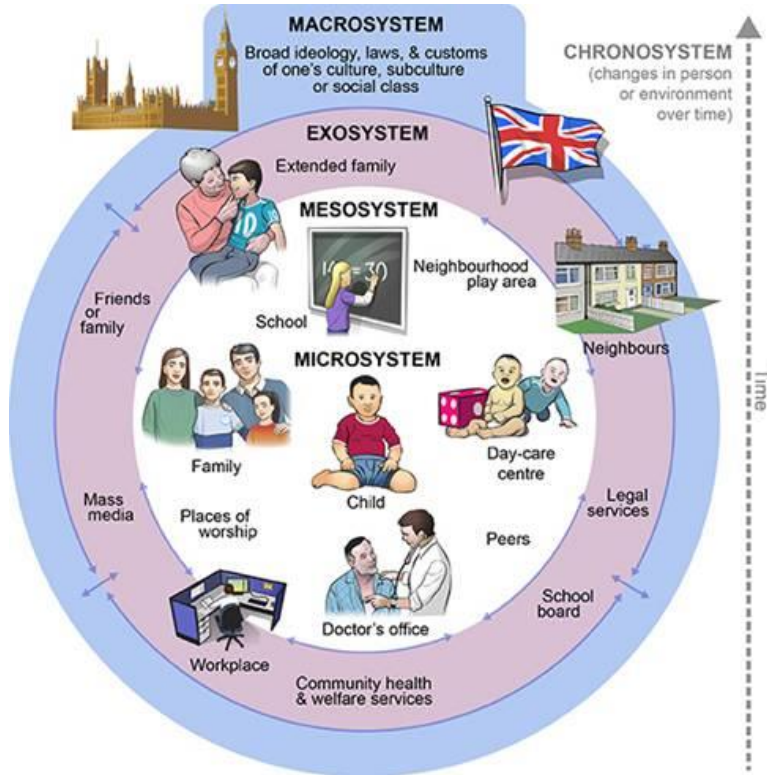 MACROSYSTEM
Broad ideology, laws, & customs
of one's culture, subculture
or social class
CHRONOSYSTEM
(changes in person
or environment
over time)
EXOSYSTEM
Extended family
MESOSYSTEM
Neighbourhood
play area
School
Friends
or
family
Neighbours
MICROSYSTEM
Time
Family
Day-care
centre
Child
Mass
media
Places of
worship
Legal
services
Peers
School
board
Doctor's office
Workplace
Community health
& welfare services
10